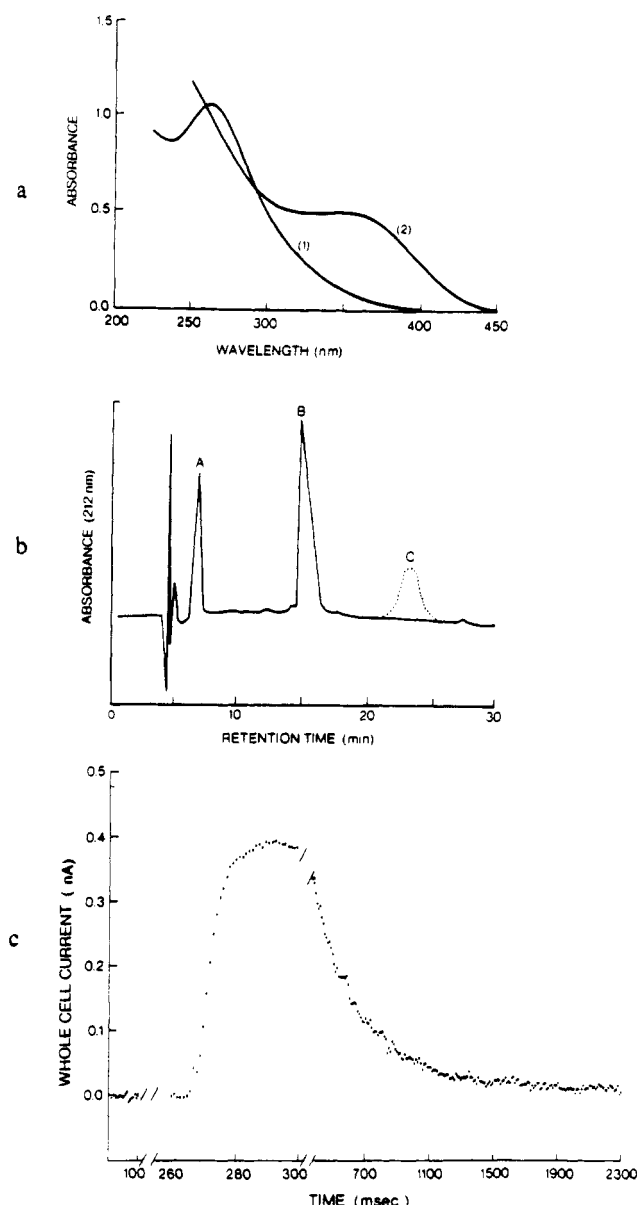 a
ABSORBANCE
1.5
1.0
0.5
0.0
(1)
(2)
200 250 300 400 450
WAVELENGTH (nm)
b
ABSORBANCE (212 nm)
A
B
C
0 10 20 30
RETENTION TIME (min)
c
WHOLE CELL CURRENT ( nA)
0.5
0.4
0.3
0.2
0.1
0.0
100 260 280 300 700 1100 1500 1900 2300
TIME (msec.)